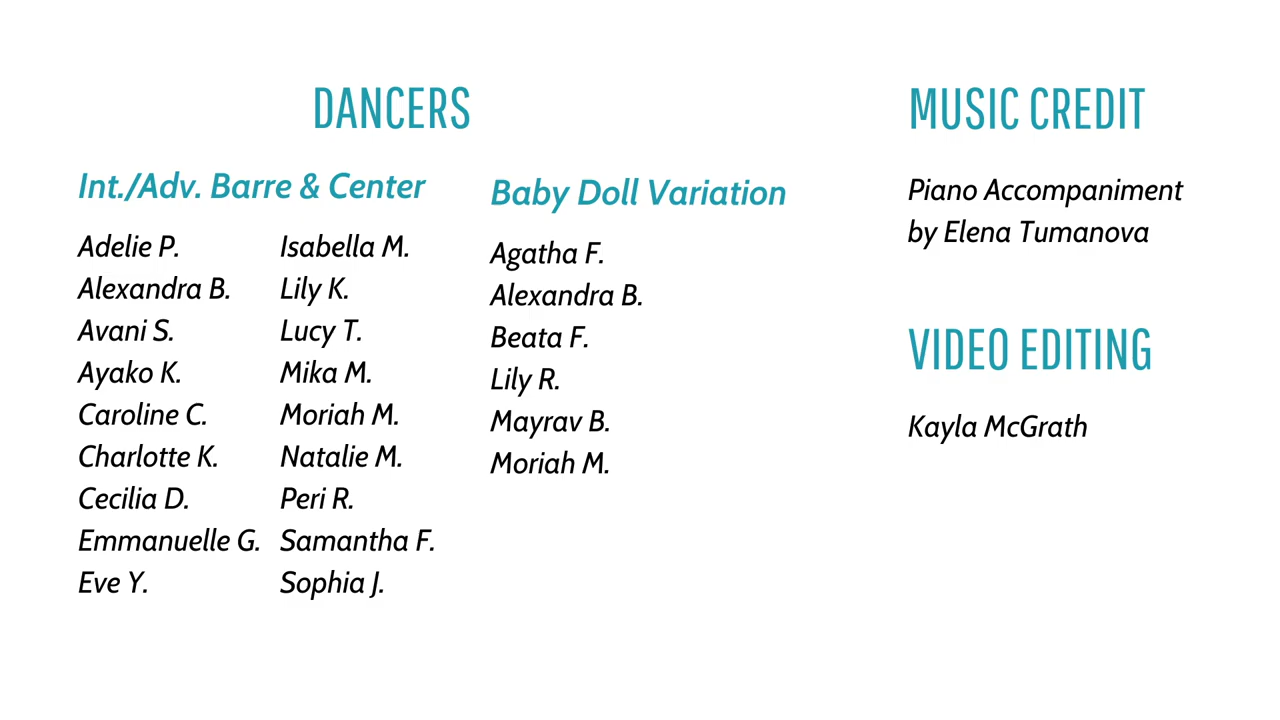 DANCERS
Int./Adv. Barre & Center
Adelie P.
Alexandra B.
Avani S.
Ayako K.
Caroline C.
Charlotte K.
Cecilia D.
Emmanuelle G.
Eve Y.
Isabella M.
Lily K.
Lucy T.
Mika M.
Moriah M.
Natalie M.
Peri R.
Samantha F.
Sophia J.
Baby Doll Variation
Agatha F.
Alexandra B.
Beata F.
Lily R.
Mayrav B.
Moriah M.
MUSIC CREDIT
Piano Accompaniment
by Elena Tumanova
VIDEO EDITING
Kayla McGrath